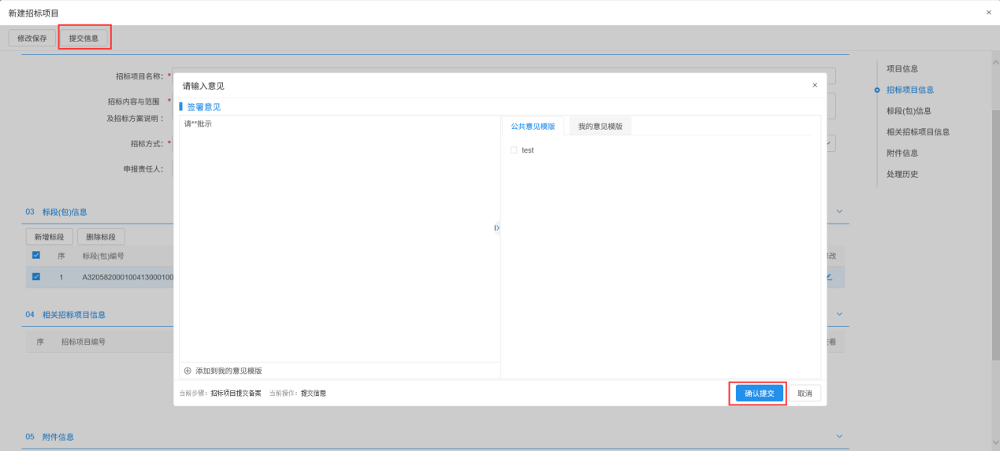 新建招标项目 ×
修改保存 提交信息
招标项目名称： *
招标内容与范围 *
及招标方案说明：
招标方式： *
申报责任人：
03 标段(包)信息
新增标段 删除标段
序 标段(包)编号
1 A320582000100413000100
04 相关招标项目信息
序 招标项目编号
05 附件信息
请输入意见 ×
签署意见
请**批示
公共意见模版 我的意见模版
test
添加到我的意见模版
当前步骤：招标项目提交备案 当前操作：提交信息
确认提交 取消
项目信息
招标项目信息
标段(包)信息
相关招标项目信息
附件信息
处理历史